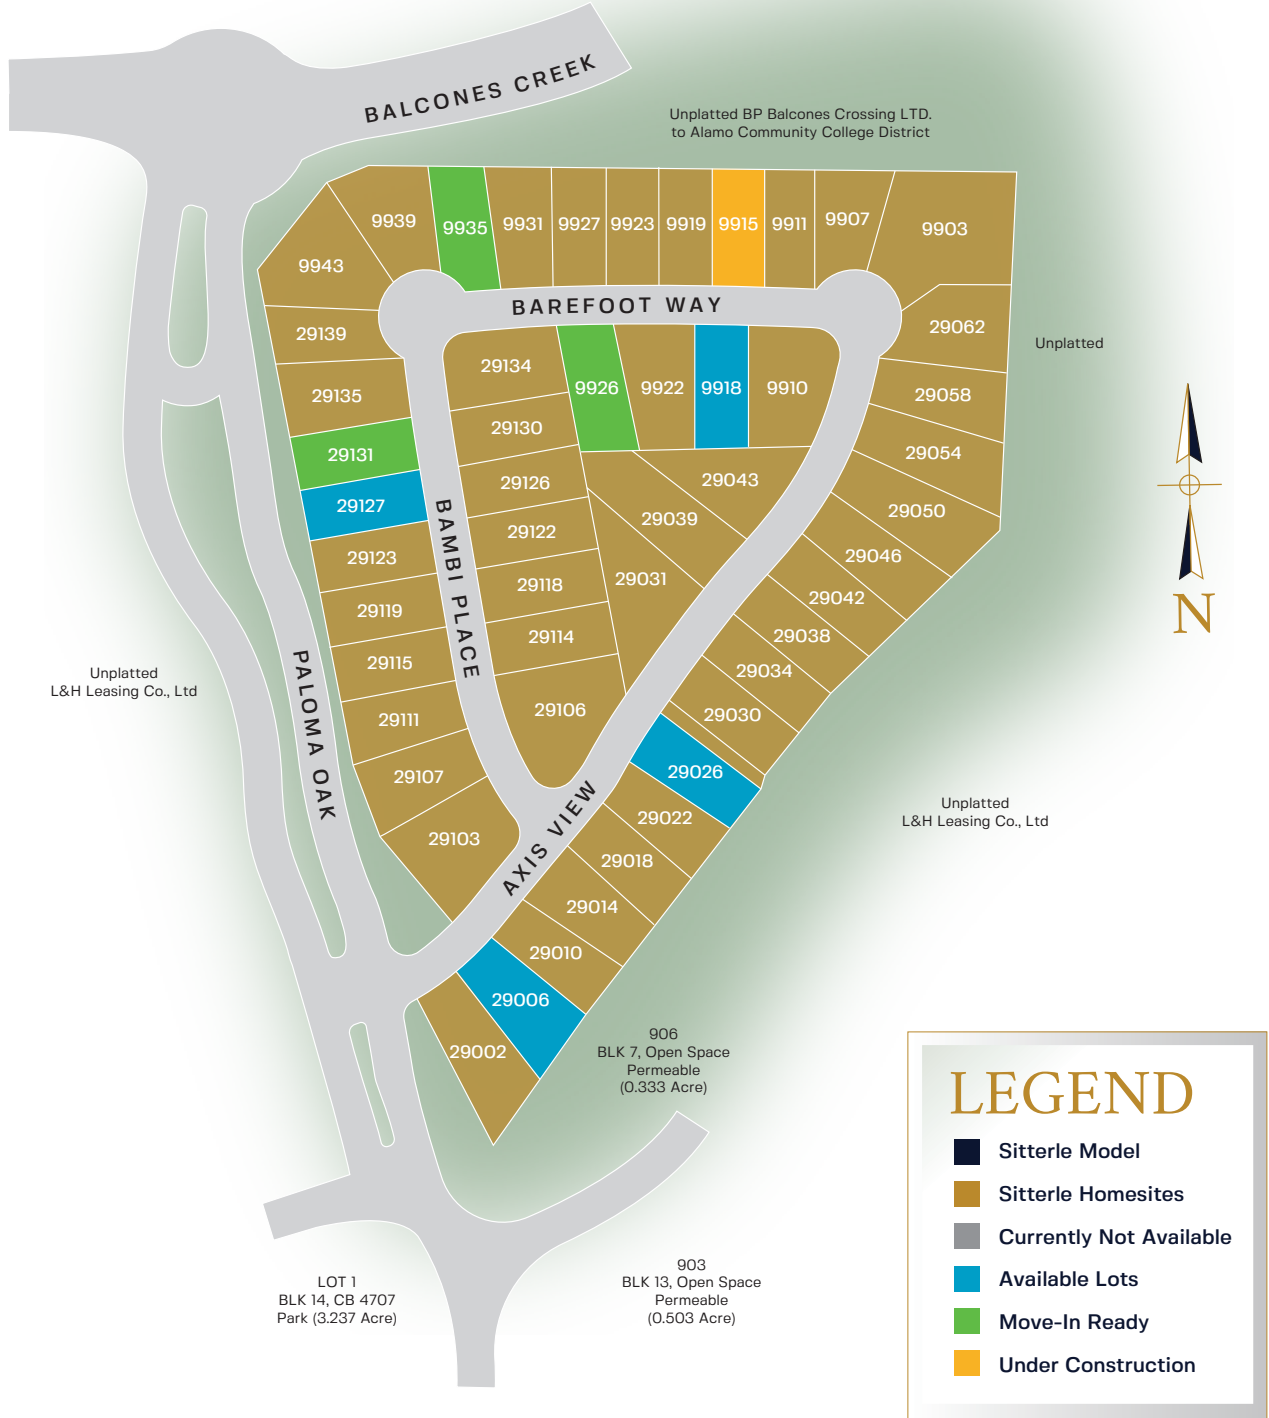 BALCONES CREEK
Unplatted BP Balcones Crossing LTD.
to Alamo Community College District
9939
9935
9931
9927
9923
9919
9915
9911
9907
9903
9943
BAREFOOT WAY
29139
29062
Unplatted
29134
9926
9922
9918
9910
29135
29058
29130
29131
29054
29126
29043
29127
29050
29122
29039
29123
29046
29118
29031
29119
29042
BAMBI PLACE
29114
29038
29115
29034
Unplatted
L&H Leasing Co., Ltd
PALOMA OAK
29106
29030
29111
29107
29026
29103
29022
AXIS VIEW
29018
Unplatted
L&H Leasing Co., Ltd
29014
29010
29006
29002
N
906
BLK 7, Open Space
Permeable
(0.333 Acre)
903
BLK 13, Open Space
Permeable
(0.503 Acre)
LOT 1
BLK 14, CB 4707
Park (3.237 Acre)
LEGEND
Sitterle Model
Sitterle Homesites
Currently Not Available
Available Lots
Move-In Ready
Under Construction